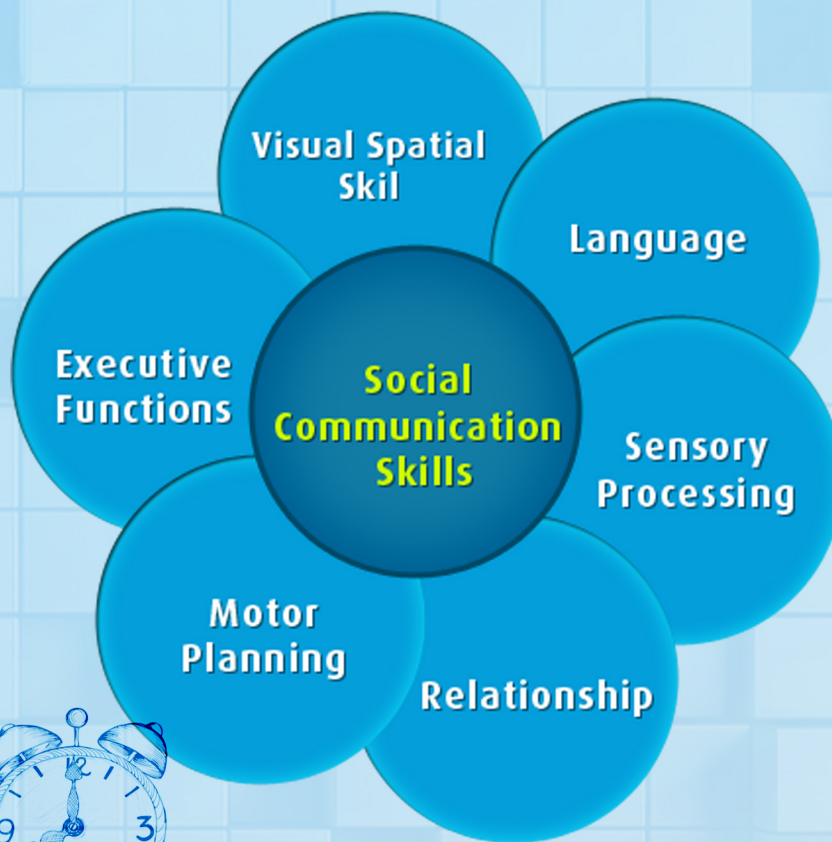 Visual Spatial
Skil
Language
Executive
Functions
Social
Communication
Skills
Sensory
Processing
Motor
Planning
Relationship
12
9
3